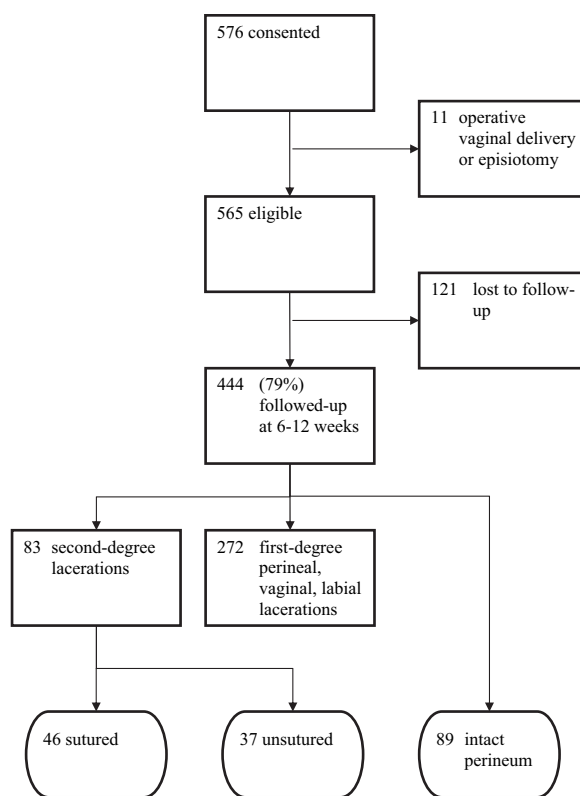 576 consented
11 operative
vaginal delivery
or episiotomy
565 eligible
121 lost to follow-
up
444 (79%)
followed-up
at 6-12 weeks
83 second-degree
lacerations
272 first-degree
perineal,
vaginal, labial
lacerations
46 sutured
37 unsutured
89 intact
perineum